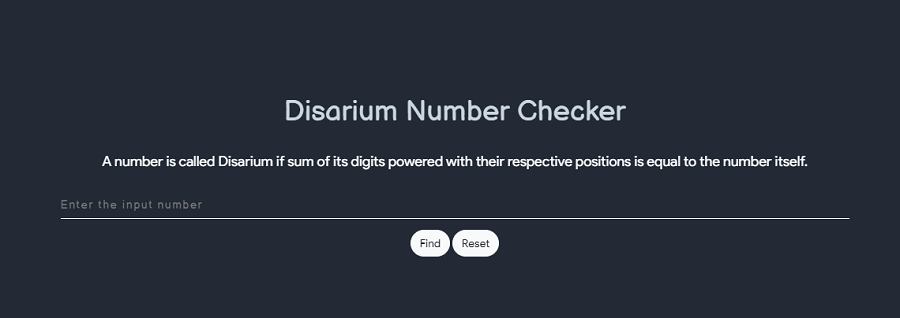 Disarium Number Checker
A number is called Disarium if sum of its digits powered with their respective positions is equal to the number itself.
Enter the input number
Find Reset